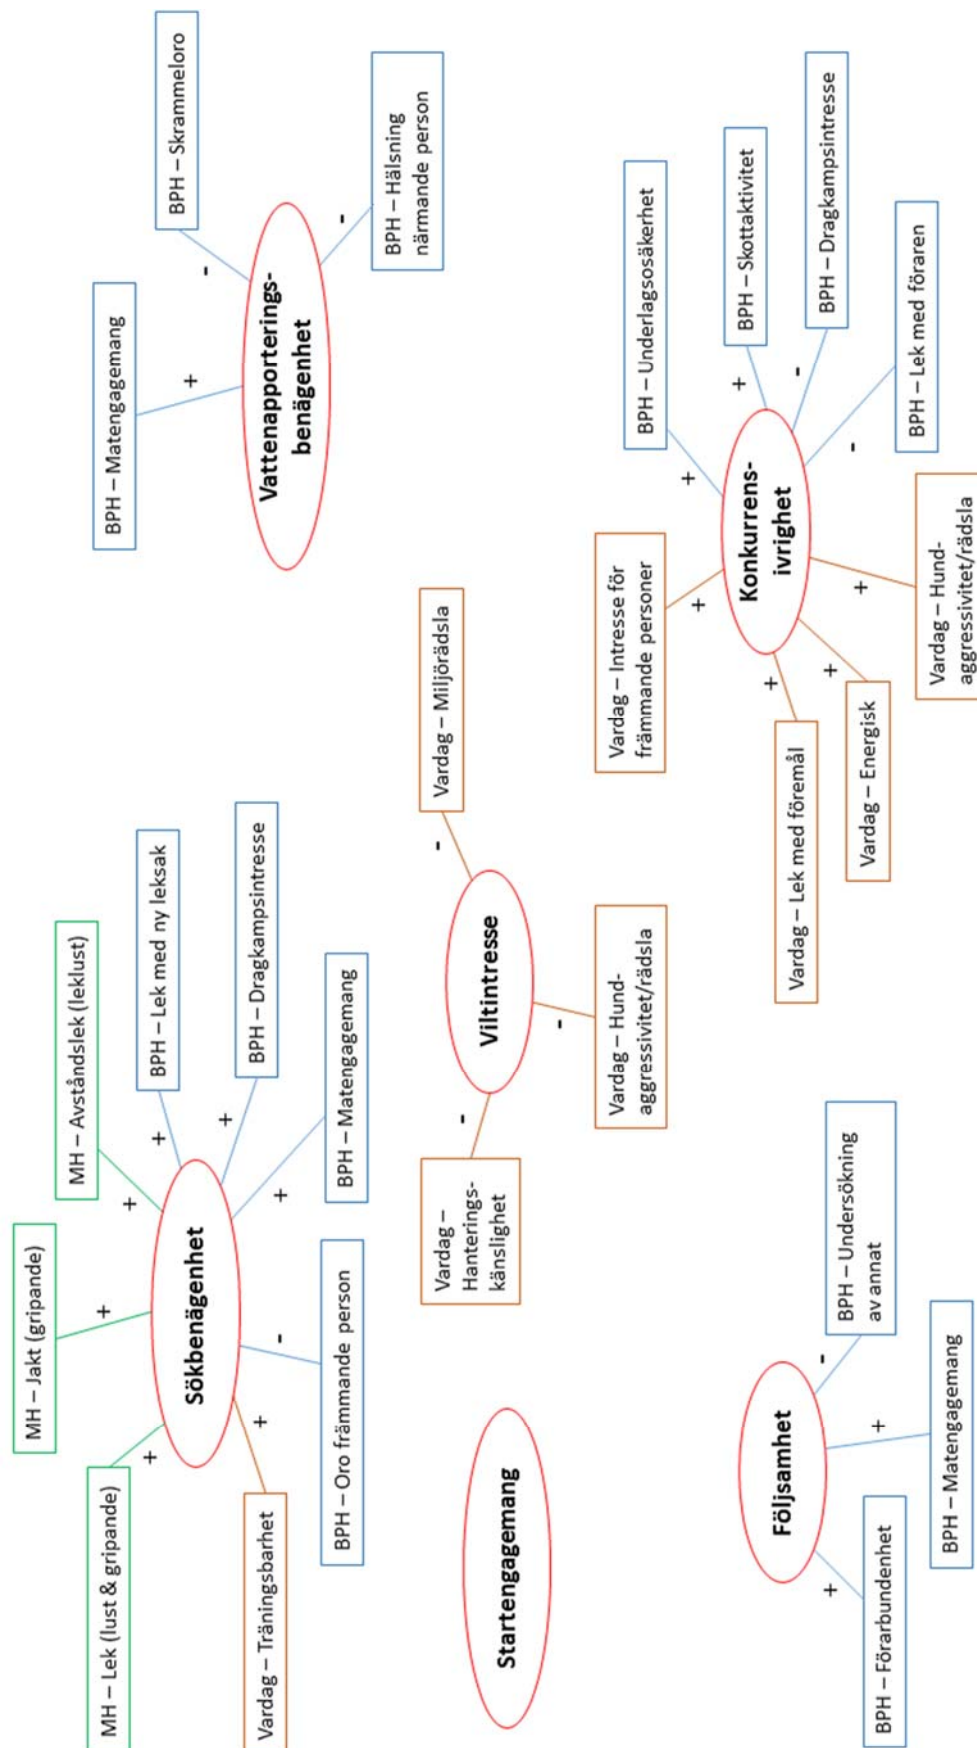 MH – Lek (lust & gripande)
+
MH – Jakt (gripande)
+
MH – Avståndslek (leklust)
+
BPH – Lek med ny leksak
+
BPH – Dragkampsintresse
+
BPH – Matengagemang
+
BPH – Oro främmande person
-
Vardag – Träningsbarhet
+
Sökbenägenhet
BPH – Matengagemang
+
BPH – Skrammeloro
-
BPH – Hälsning
närmande person
-
Vattenapporterings-
benägenhet
Startengagemang
Vardag –
Hanterings-
känslighet
-
Viltintresse
Vardag – Miljörädsla
-
Vardag – Hund-
aggressivitet/rädsla
-
Följsamhet
BPH – Förarbundenhet
+
BPH – Matengagemang
+
BPH – Undersökning
av annat
-
Vardag – Intresse för
främmande personer
+
BPH – Underlagsosäkerhet
+
BPH – Skottaktivitet
+
BPH – Dragkampsintresse
-
BPH – Lek med föraren
-
Konkurrens-
ivrighet
Vardag – Lek med föremål
+
Vardag – Energisk
+
Vardag – Hund-
aggressivitet/rädsla
+